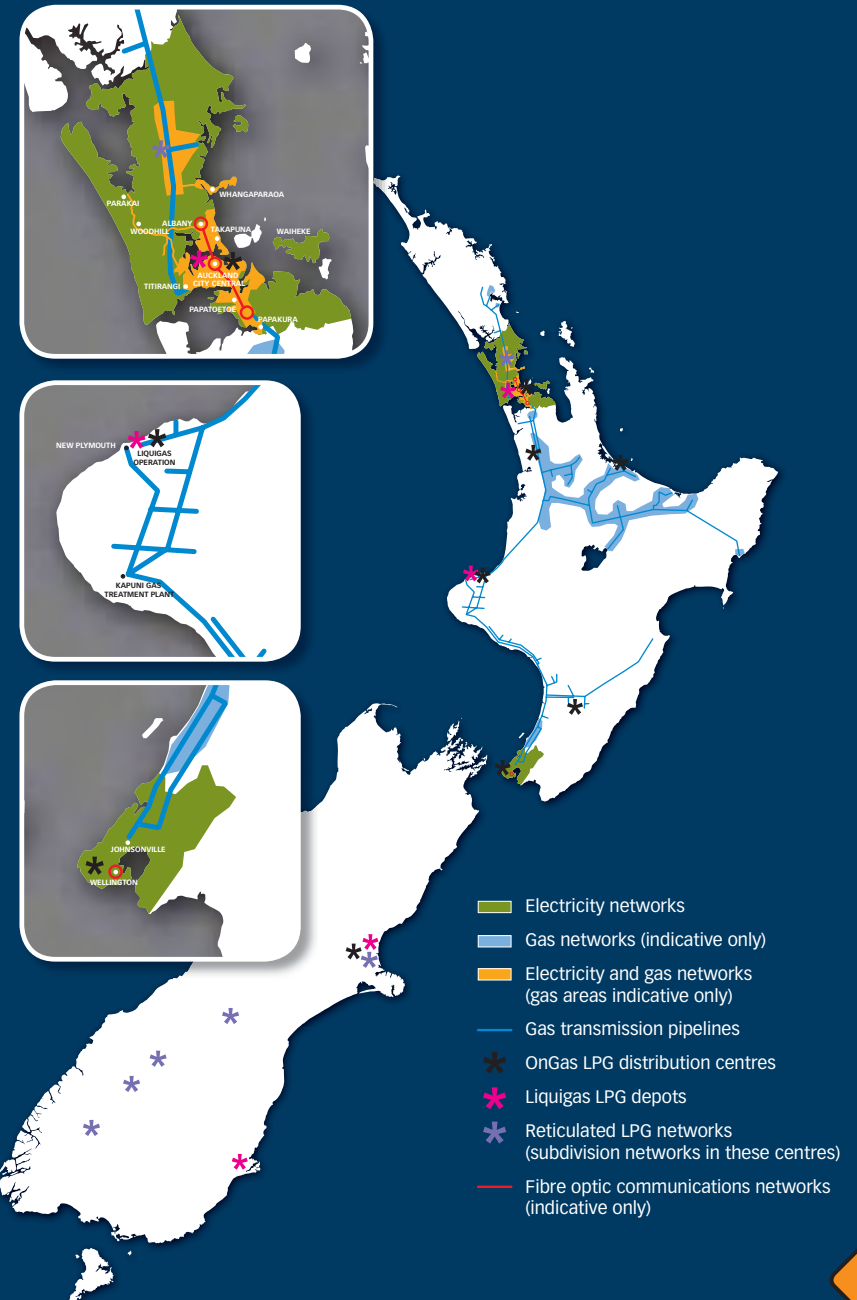 WHANGAPARAOA
PARAKAI
ALBANY
WOODHILL
TAKAPUNA
WAIHEKE
AUCKLAND
CITY CENTRAL
TITIRANGI
PAPATOETOE
PAPAKURA
NEW PLYMOUTH
LIQUIGAS
OPERATION
KAPUNI GAS
TREATMENT PLANT
JOHNSONVILLE
WELLINGTON
Electricity networks
Gas networks (indicative only)
Electricity and gas networks
(gas areas indicative only)
Gas transmission pipelines
OnGas LPG distribution centres
Liquigas LPG depots
Reticulated LPG networks
(subdivision networks in these centres)
Fibre optic communications networks
(indicative only)